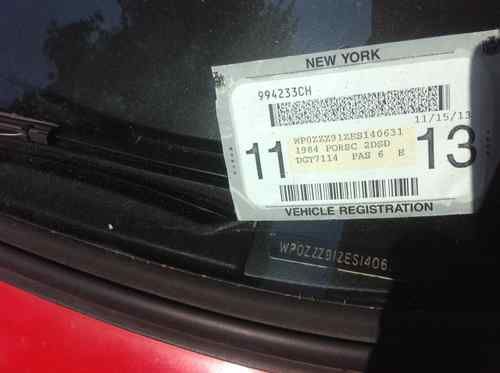 NEW YORK
994233CH
11/15/13
WP0ZZZ91ZES140631
1984 PORSC 2DSD
DGY7114 PAS 6 E
11 13
VEHICLE REGISTRATION
WP0ZZZ91ZES1406